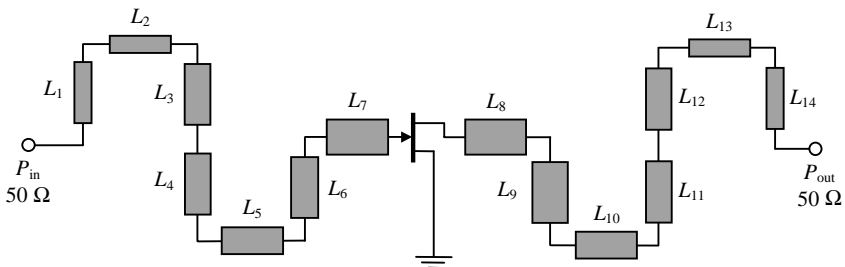 L₁
L₂
L₃
L₄
L₅
L₆
L₇
L₈
L₉
L₁₀
L₁₁
L₁₂
L₁₃
L₁₄
Pᵢₙ
50 Ω
Pₒᵤₜ
50 Ω